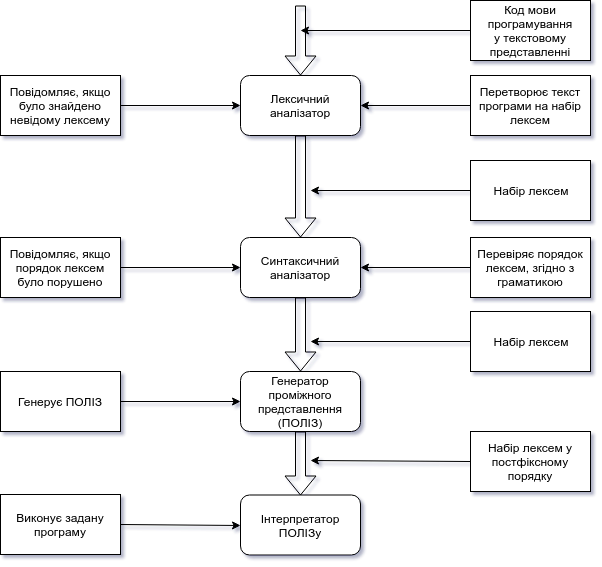 Код мови
програмування
у текстовому
представленні
Повідомляє, якщо
було знайдено
невідому лексему
Лексичний
аналізатор
Перетворює текст
програми на набір
лексем
Набір лексем
Повідомляє, якщо
порядок лексем
було порушено
Синтаксичний
аналізатор
Перевіряє порядок
лексем, згідно з
граматикою
Набір лексем
Генерує ПОЛІЗ
Генератор
проміжного
представлення
(ПОЛІЗ)
Набір лексем у
постфіксному
порядку
Виконує задану
програму
Інтерпретатор
ПОЛІЗу